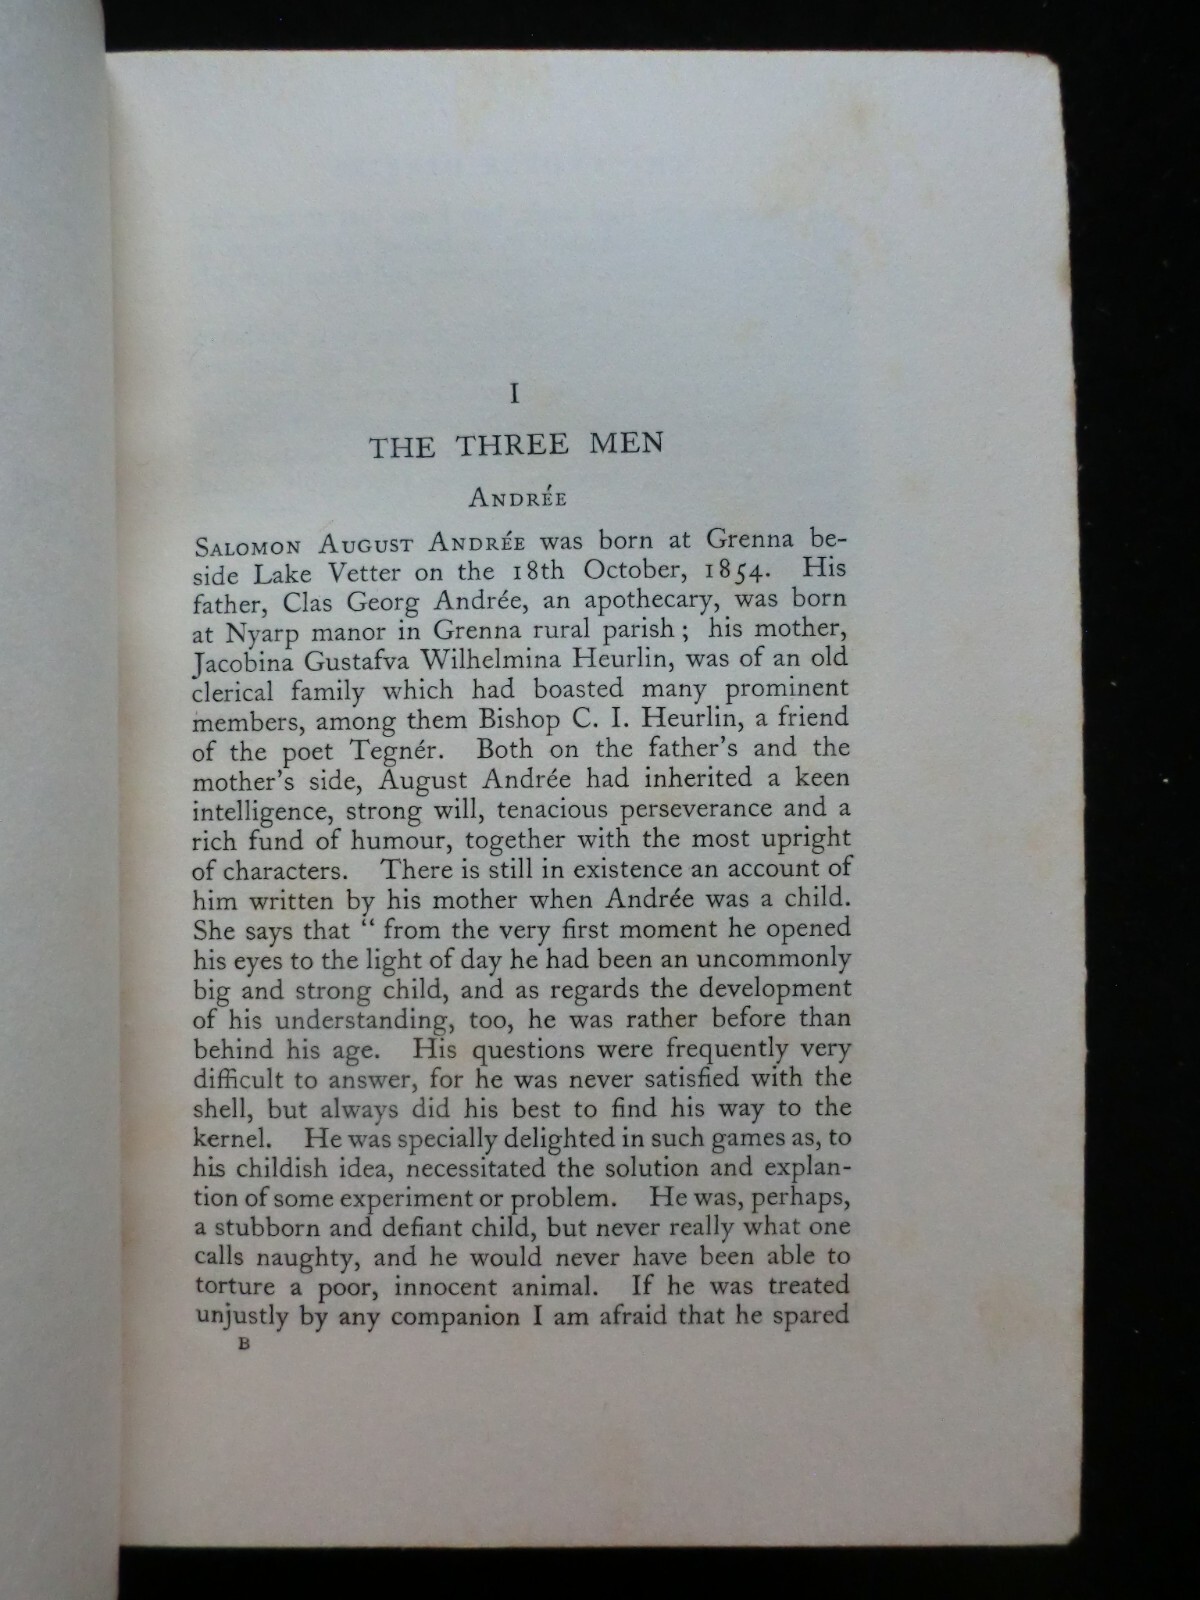 I
THE THREE MEN
ANDRÉE
SALOMON AUGUST ANDRÉE was born at Grenna be-
side Lake Vetter on the 18th October, 1854. His
father, Clas Georg Andrée, an apothecary, was born
at Nyarp manor in Grenna rural parish; his mother,
Jacobina Gustafva Wilhelmina Heurlin, was of an old
clerical family which had boasted many prominent
members, among them Bishop C. I. Heurlin, a friend
of the poet Tegnér. Both on the father's and the
mother's side, August Andrée had inherited a keen
intelligence, strong will, tenacious perseverance and a
rich fund of humour, together with the most upright
of characters. There is still in existence an account of
him written by his mother when Andrée was a child.
She says that “ from the very first moment he opened
his eyes to the light of day he had been an uncommonly
big and strong child, and as regards the development
of his understanding, too, he was rather before than
behind his age. His questions were frequently very
difficult to answer, for he was never satisfied with the
shell, but always did his best to find his way to the
kernel. He was specially delighted in such games as, to
his childish idea, necessitated the solution and explan-
tion of some experiment or problem. He was, perhaps,
a stubborn and defiant child, but never really what one
calls naughty, and he would never have been able to
torture a poor, innocent animal. If he was treated
unjustly by any companion I am afraid that he spared
B